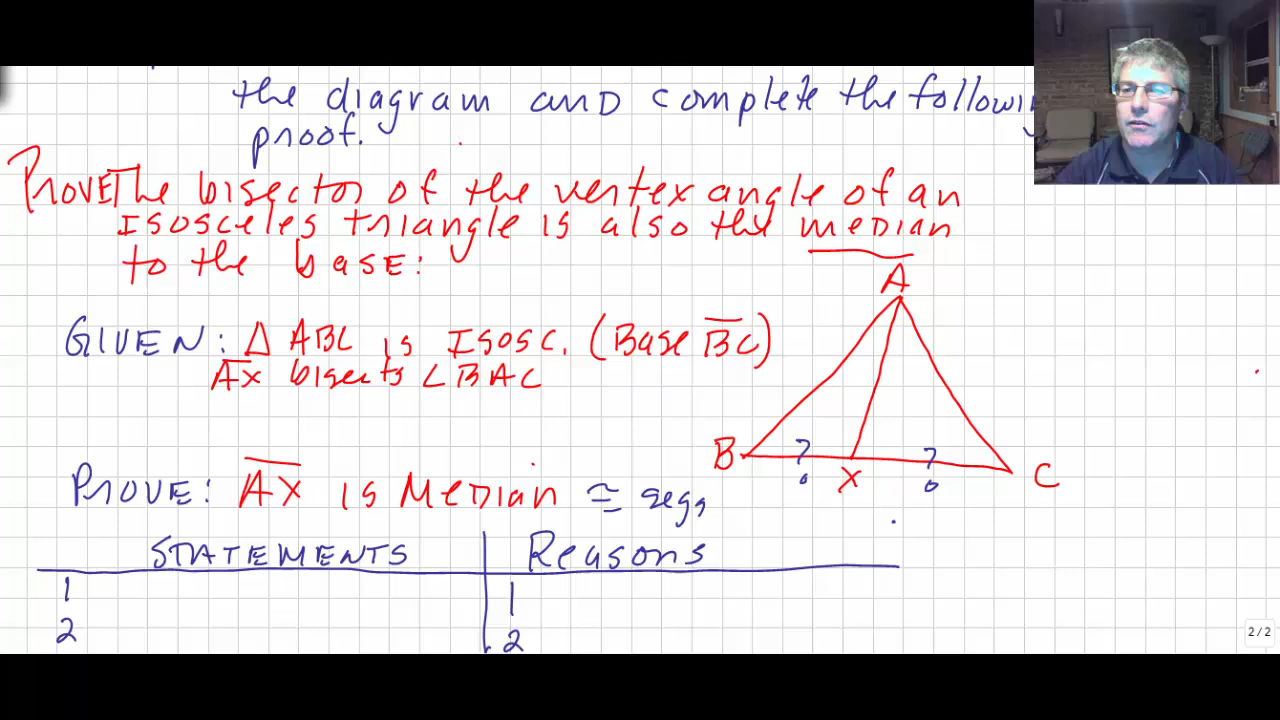 the diagram and complete the followin
proof.
PROVE: The bisector of the vertex angle of an
Isosceles triangle is also the median
to the base:
A
GIVEN: Δ ABC is Isosc. (Base BC)
AX bisects ∠BAC
B ? ? C
X
PROVE: AX is Median ≅ segs
STATEMENTS Reasons
1 1
2 2
2/2